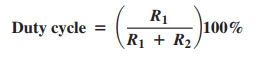 Duty cycle = (R₁ / (R₁ + R₂))100%